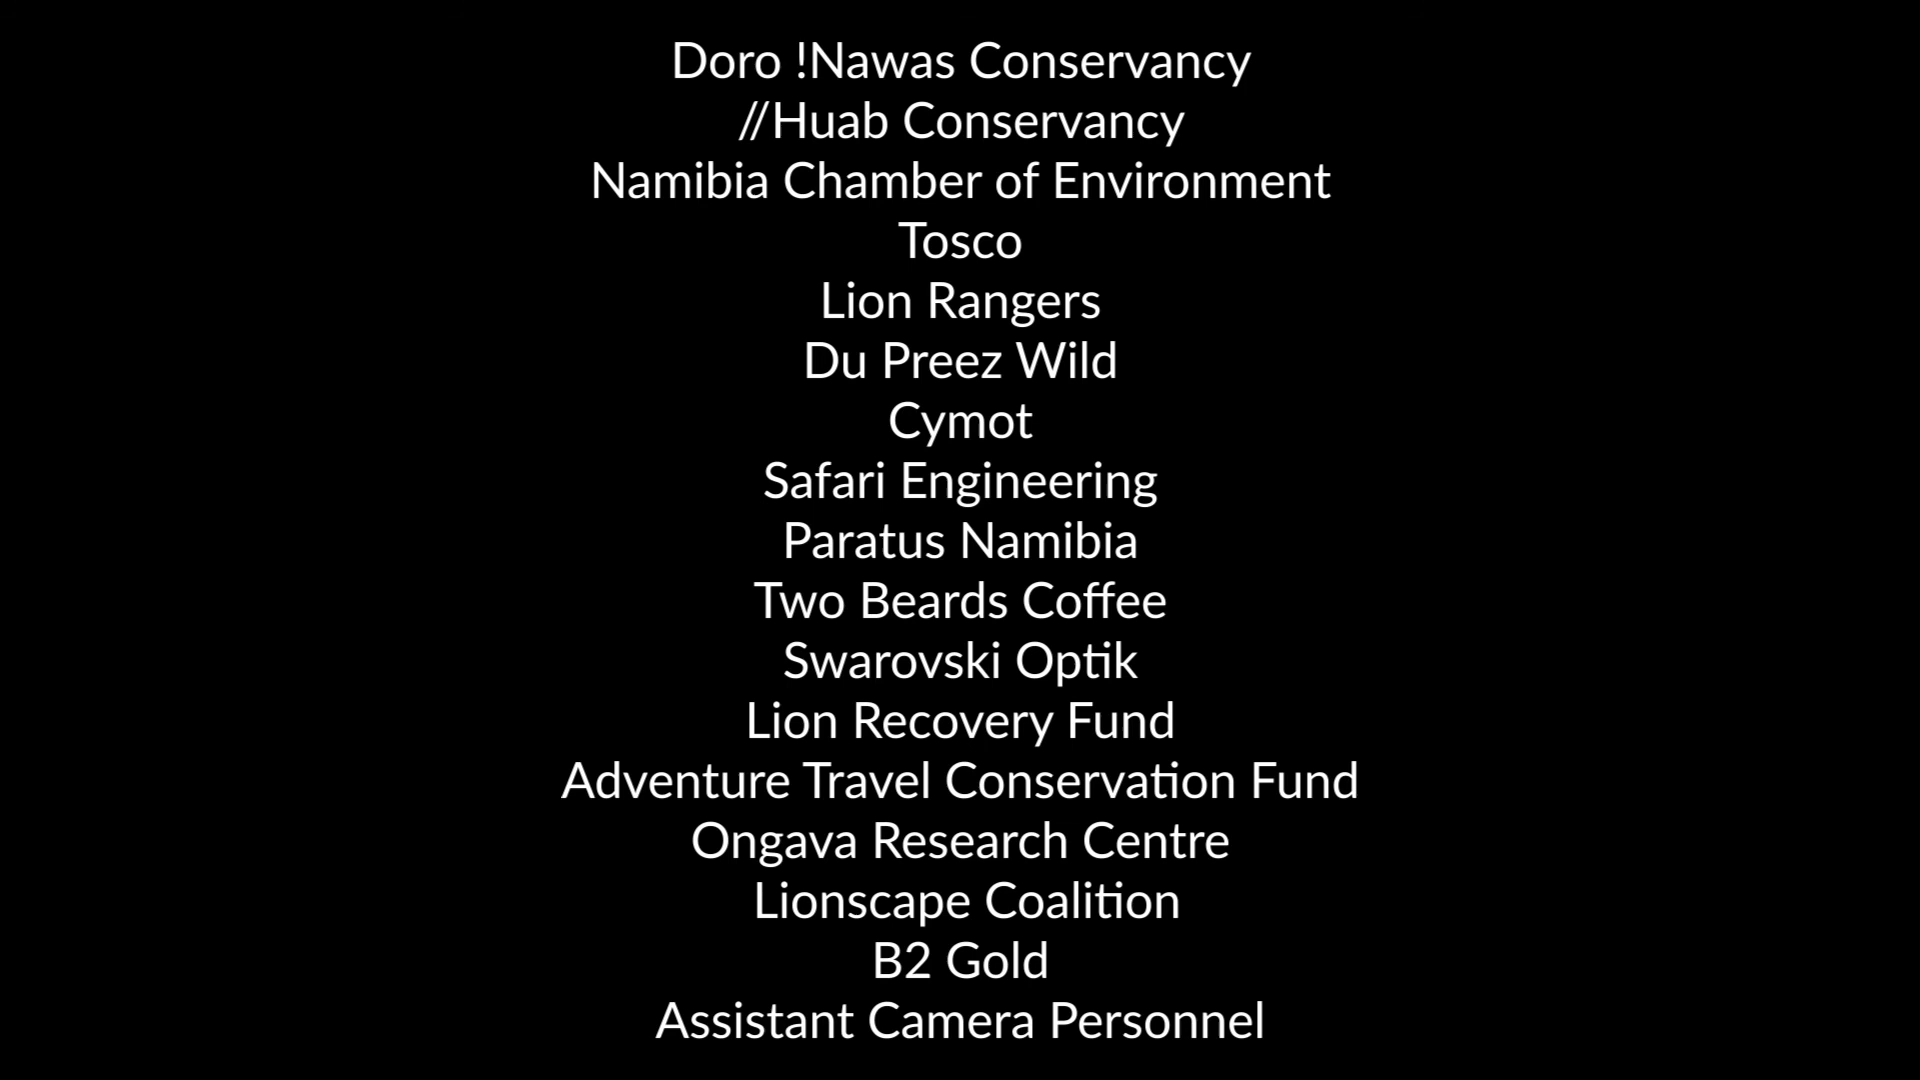 Doro !Nawas Conservancy
//Huab Conservancy
Namibia Chamber of Environment
Tosco
Lion Rangers
Du Preez Wild
Cymot
Safari Engineering
Paratus Namibia
Two Beards Coffee
Swarovski Optik
Lion Recovery Fund
Adventure Travel Conservation Fund
Ongava Research Centre
Lionscape Coalition
B2 Gold
Assistant Camera Personnel